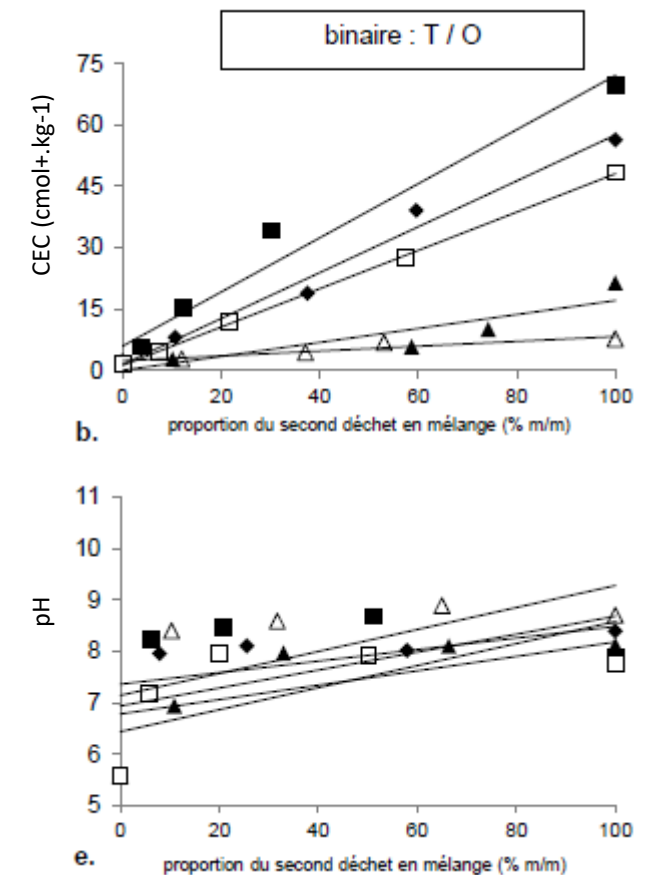 binaire : T / O
CEC (cmol+.kg-1)
75
60
45
30
15
0
0 20 40 60 80 100
proportion du second déchet en mélange (% m/m)
b.
pH
11
10
9
8
7
6
5
0 20 40 60 80 100
proportion du second déchet en mélange (% m/m)
e.